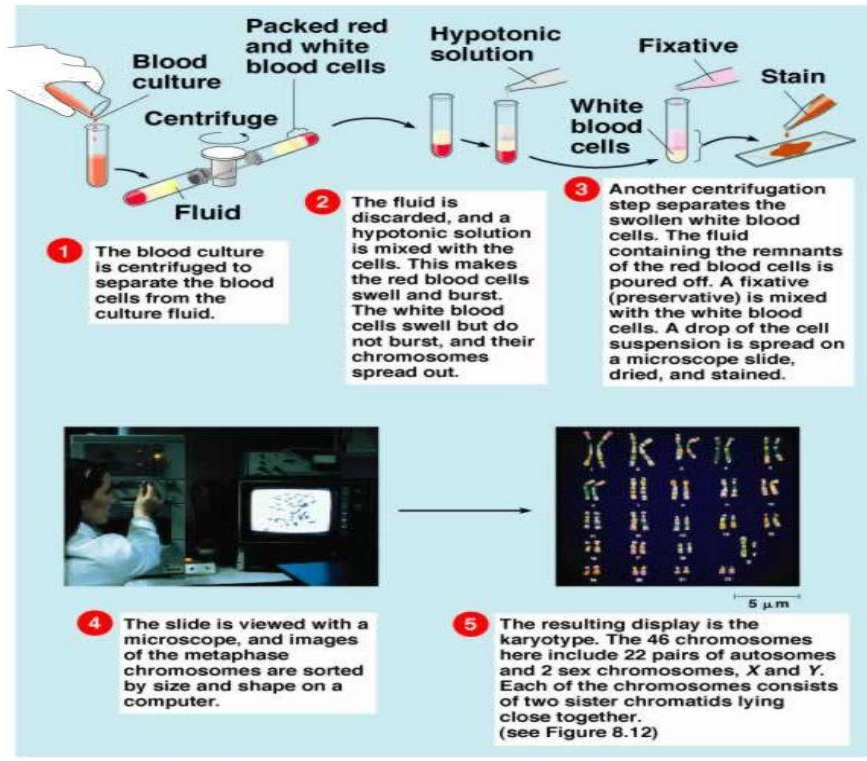 Blood
culture
Packed red
and white
blood cells
Centrifuge
Fluid
Hypotonic
solution
Fixative
Stain
White
blood
cells
1
The blood culture
is centrifuged to
separate the blood
cells from the
culture fluid.
2
The fluid is
discarded, and a
hypotonic solution
is mixed with the
cells. This makes
the red blood cells
swell and burst.
The white blood
cells swell but do
not burst, and their
chromosomes
spread out.
3
Another centrifugation
step separates the
swollen white blood
cells. The fluid
containing the remnants
of the red blood cells is
poured off. A fixative
(preservative) is mixed
with the white blood
cells. A drop of the cell
suspension is spread on
a microscope slide,
dried, and stained.
4
The slide is viewed with a
microscope, and images
of the metaphase
chromosomes are sorted
by size and shape on a
computer.
5 μm
5
The resulting display is the
karyotype. The 46 chromosomes
here include 22 pairs of autosomes
and 2 sex chromosomes, X and Y.
Each of the chromosomes consists
of two sister chromatids lying
close together.
(see Figure 8.12)